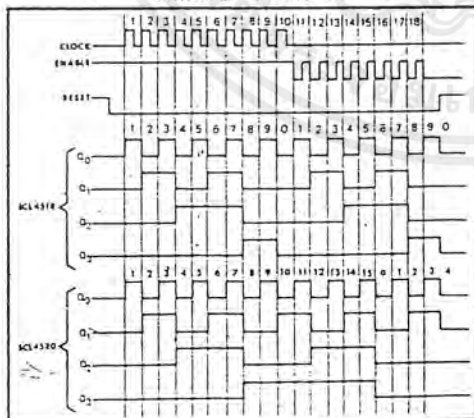 1 2 3 4 5 6 7 8 9 10 11 12 13 14 15 16 17 18
CLOCK
ENABLE
RESET
1 2 3 4 5 6 7 8 9 0 1 2 3 4 5 6 7 8 9 0
SCL4518
Q0
Q1
Q2
Q3
1 2 3 4 5 6 7 8 9 10 11 12 13 14 15 0 1 2 3 4
SCL4520
Q0
Q1
Q2
Q3